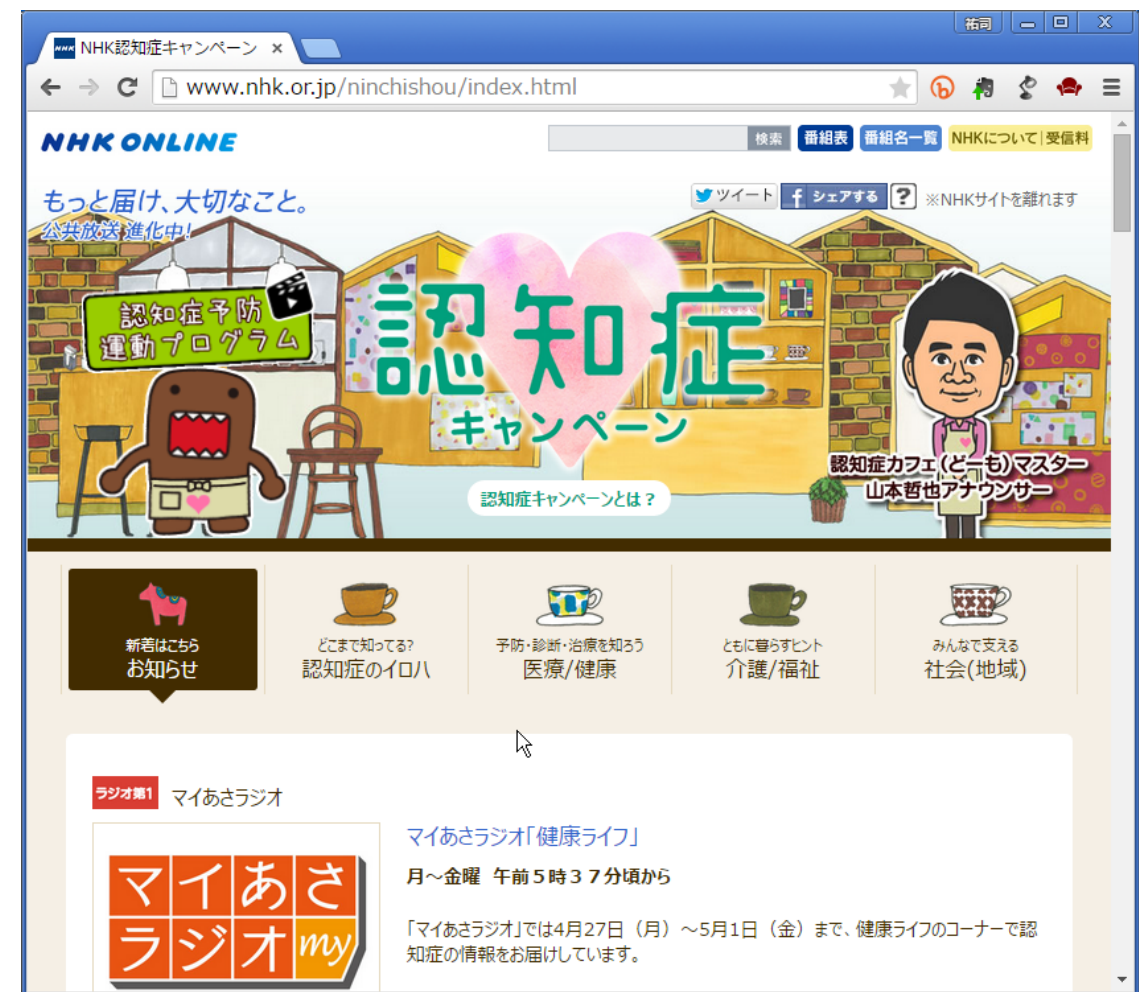 祐司
NHK認知症キャンペーン
www.nhk.or.jp/ninchishou/index.html
NHK ONLINE
検索 番組表 番組名一覧 NHKについて|受信料
もっと届け、大切なこと。
公共放送 進化中!
ツイート シェアする ? ※NHKサイトを離れます
認知症予防
運動プログラム
認知症
キャンペーン
認知症キャンペーンとは?
認知症カフェ(どーも)マスター
山本哲也アナウンサー
新着はこちら
お知らせ
どこまで知ってる?
認知症のイロハ
予防・診断・治療を知ろう
医療/健康
ともに暮らすヒント
介護/福祉
みんなで支える
社会(地域)
ラジオ第1 マイあさラジオ
マイあさ
ラジオmy
マイあさラジオ「健康ライフ」
月~金曜 午前5時37分頃から
「マイあさラジオ」では4月27日(月)~5月1日(金)まで、健康ライフのコーナーで認
知症の情報をお届けしています。